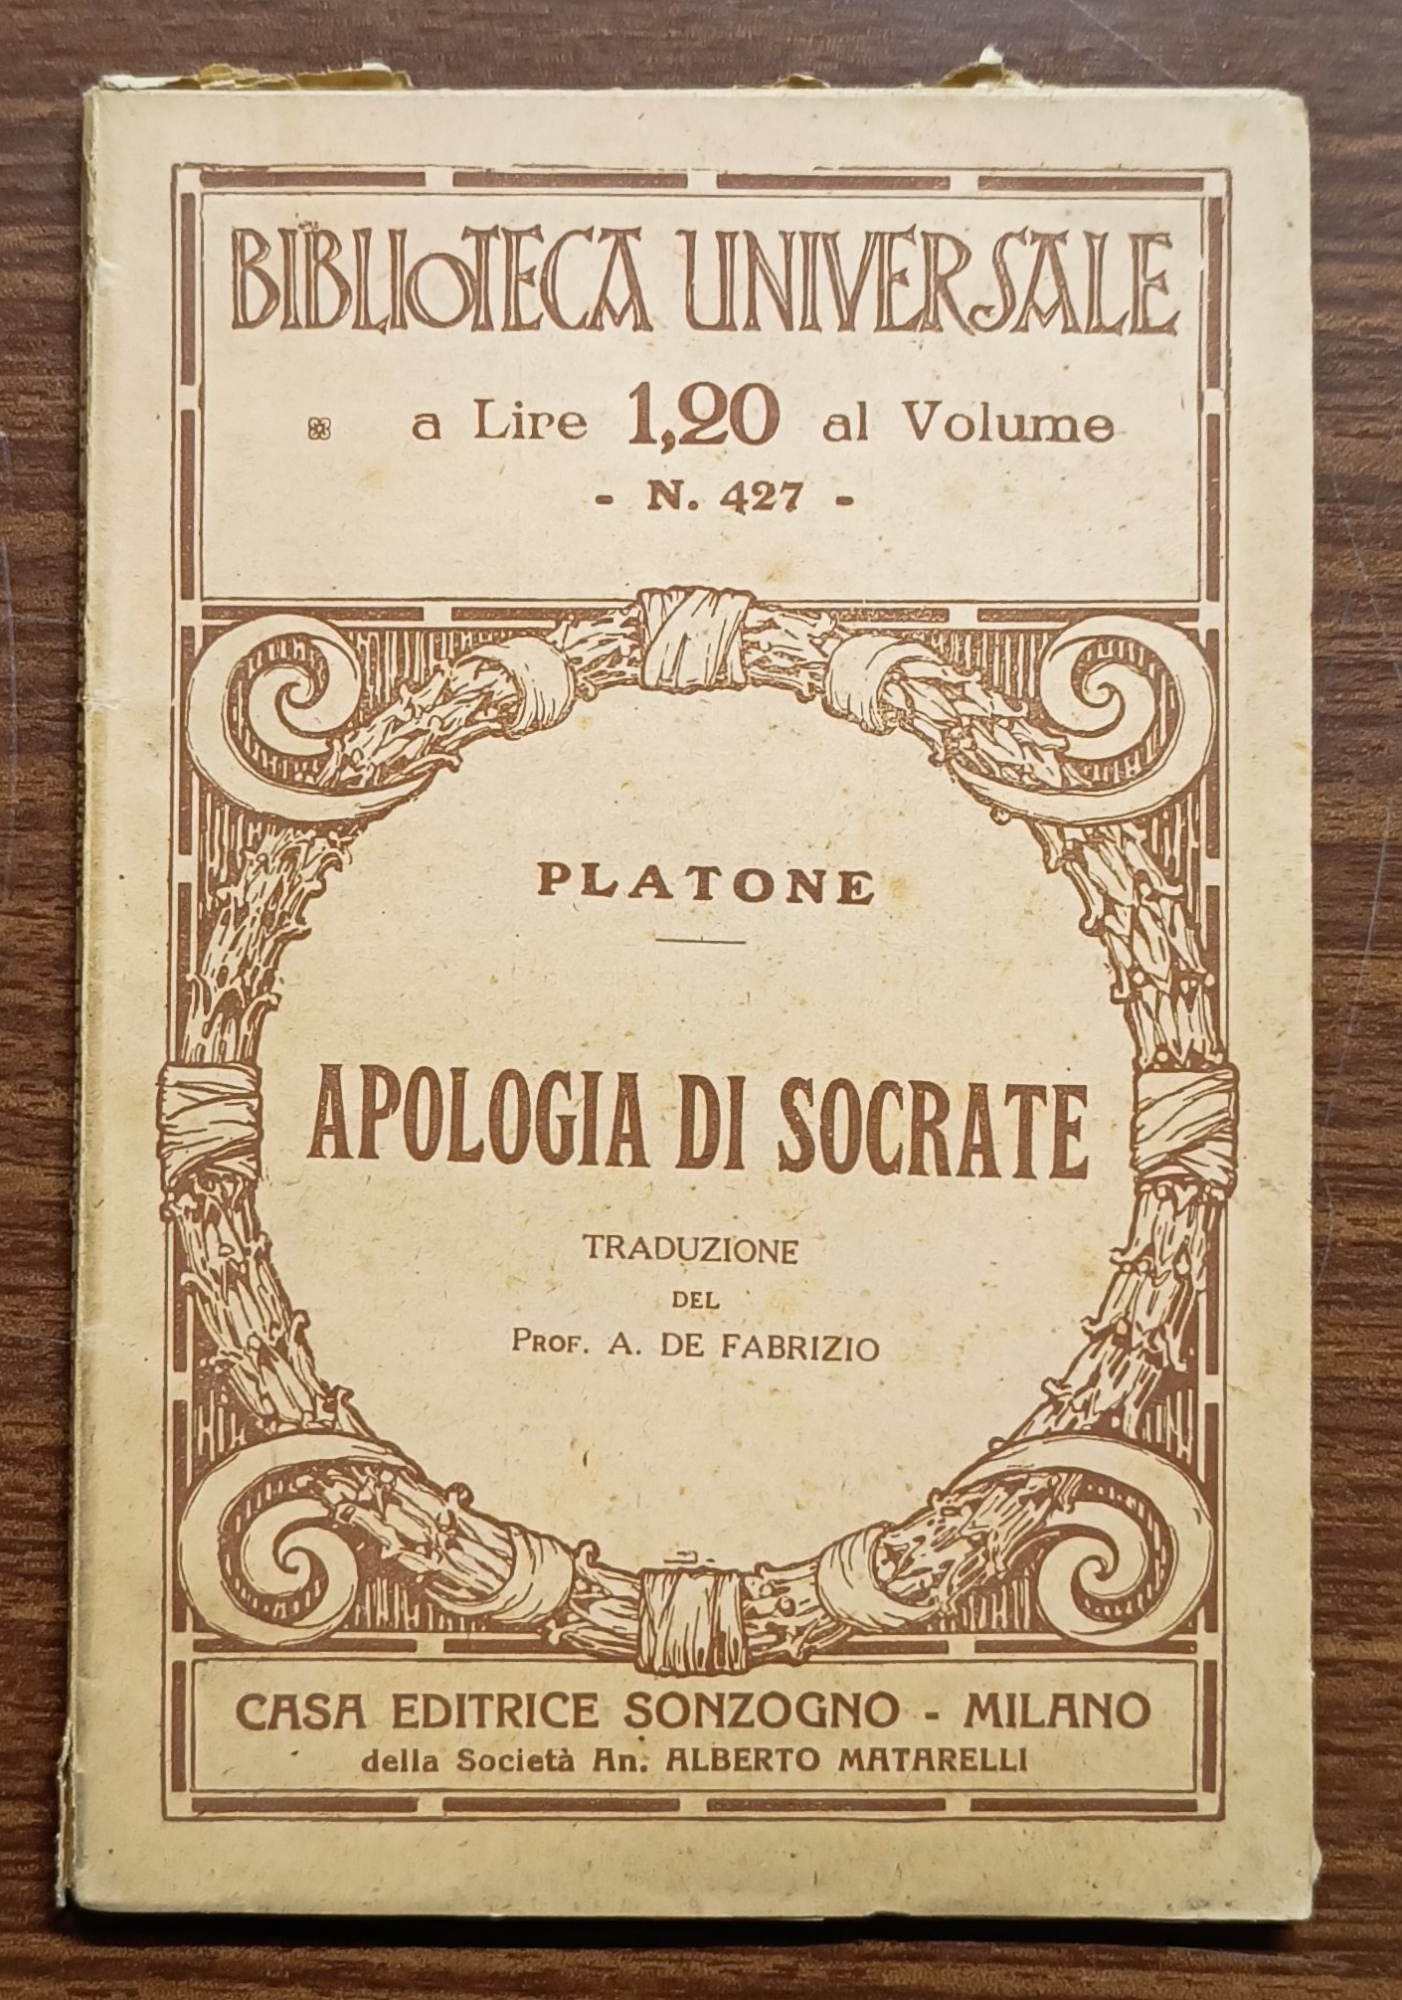 BIBLIOTECA UNIVERSALE
a Lire 1,20 al Volume
- N. 427 -
PLATONE
APOLOGIA DI SOCRATE
TRADUZIONE
DEL
PROF. A. DE FABRIZIO
CASA EDITRICE SONZOGNO - MILANO
della Società An. ALBERTO MATARELLI